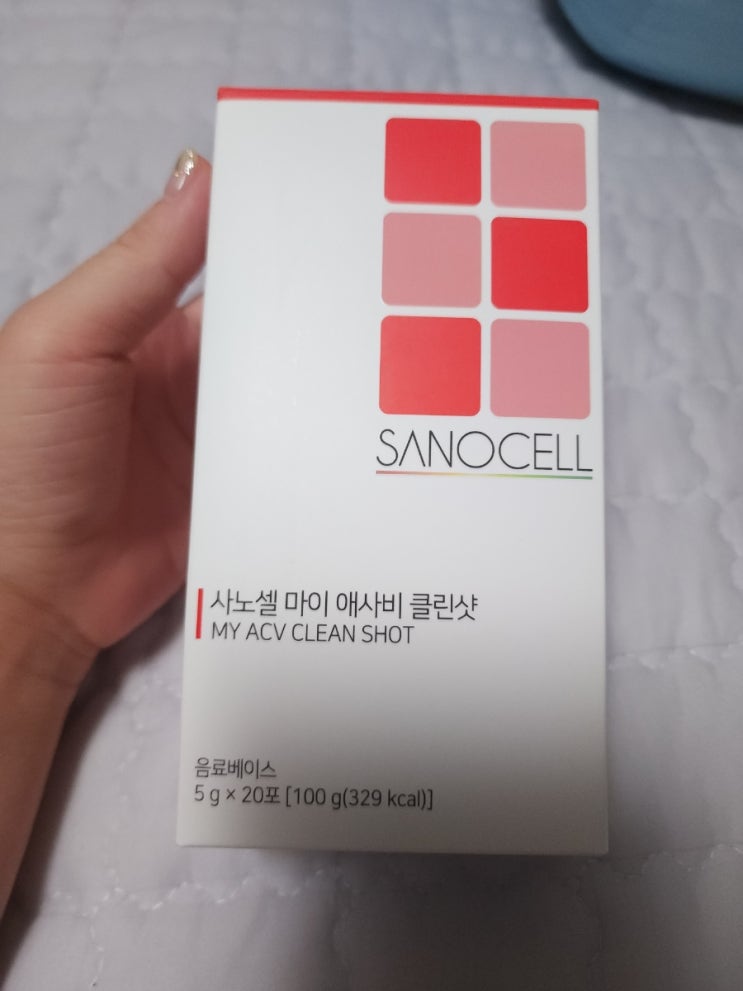 SANOCELL
사노셀 마이 애사비 클린샷
MY ACV CLEAN SHOT
음료베이스
5 g × 20포 [100 g(329 kcal)]